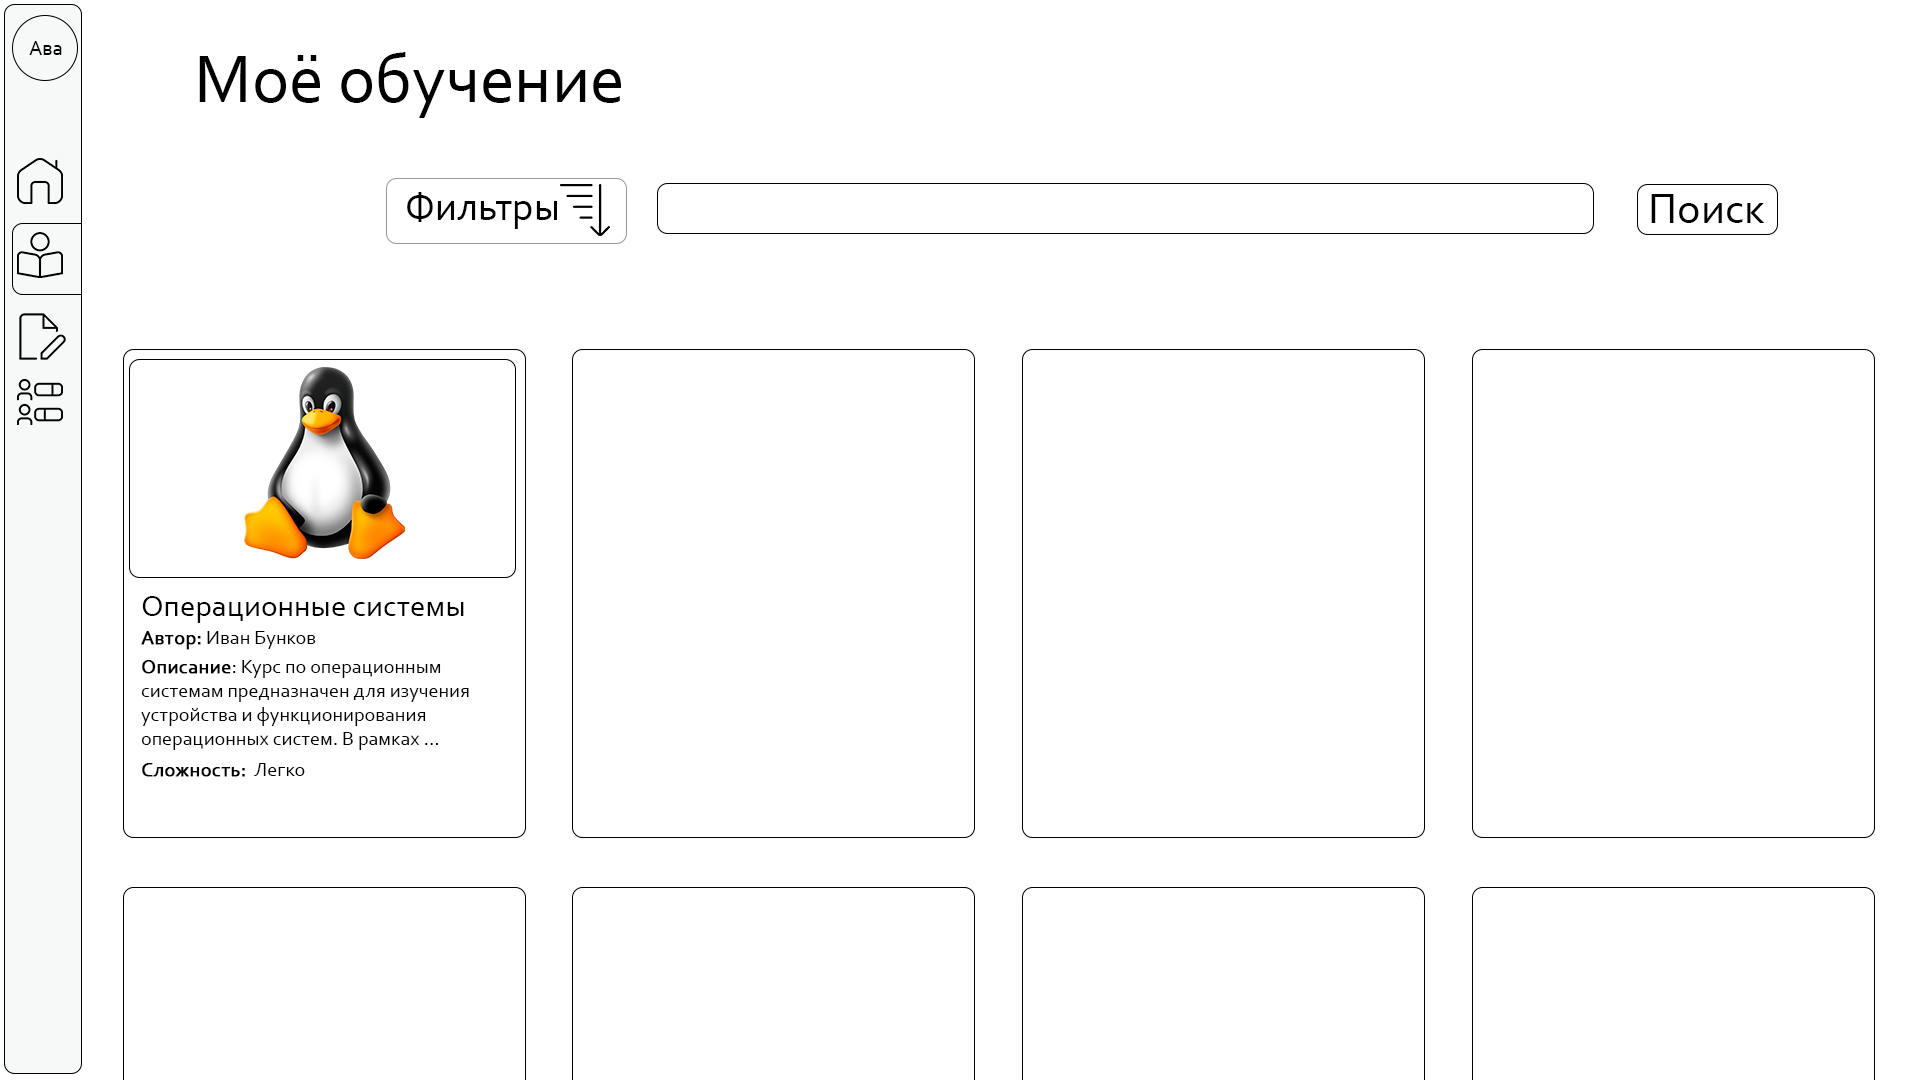 Ава
Моё обучение
Фильтры
Поиск
Операционные системы
Автор: Иван Бунков
Описание: Курс по операционным
системам предназначен для изучения
устройства и функционирования
операционных систем. В рамках ...
Сложность: Легко